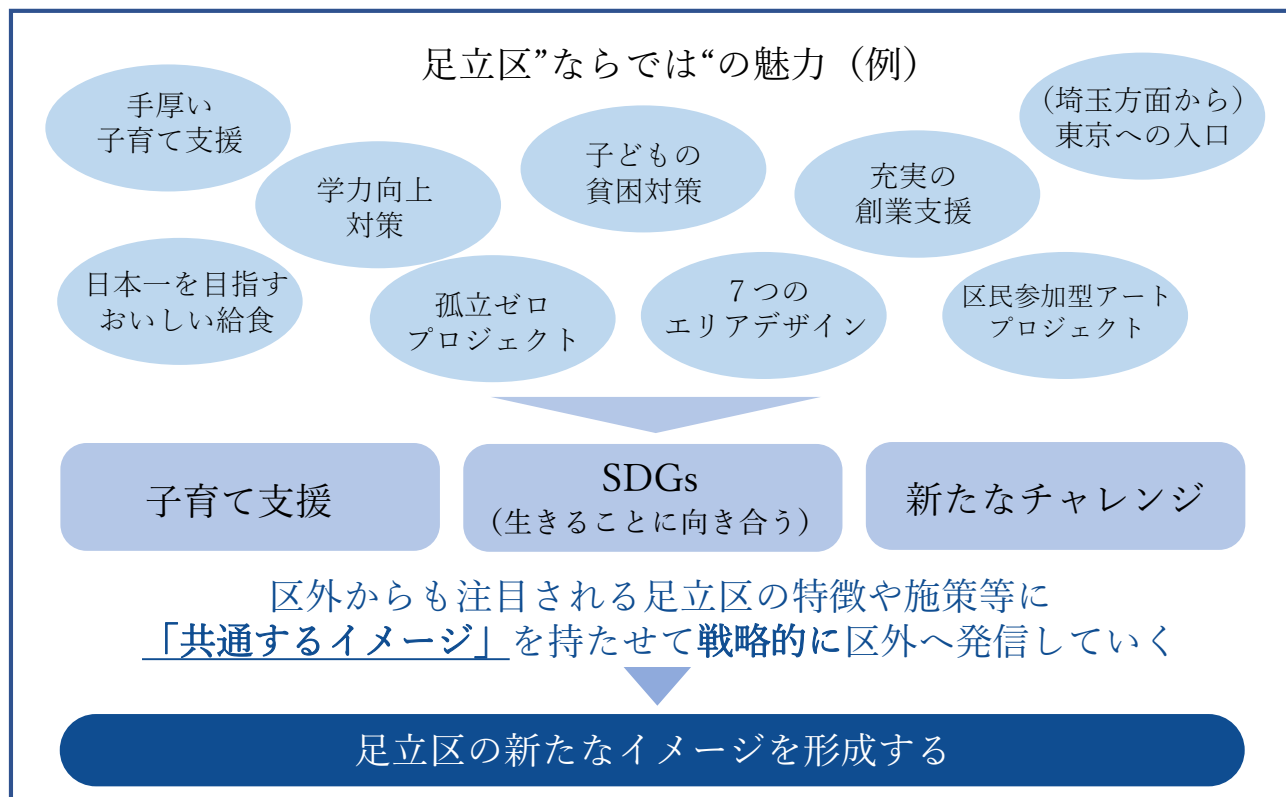 足立区”ならでは“の魅力（例）
手厚い
子育て支援
学力向上
対策
子どもの
貧困対策
充実の
創業支援
（埼玉方面から）
東京への入口
日本一を目指す
おいしい給食
孤立ゼロ
プロジェクト
７つの
エリアデザイン
区民参加型アート
プロジェクト
子育て支援
SDGs
（生きることに向き合う）
新たなチャレンジ
区外からも注目される足立区の特徴や施策等に
「共通するイメージ」を持たせて戦略的に区外へ発信していく
足立区の新たなイメージを形成する